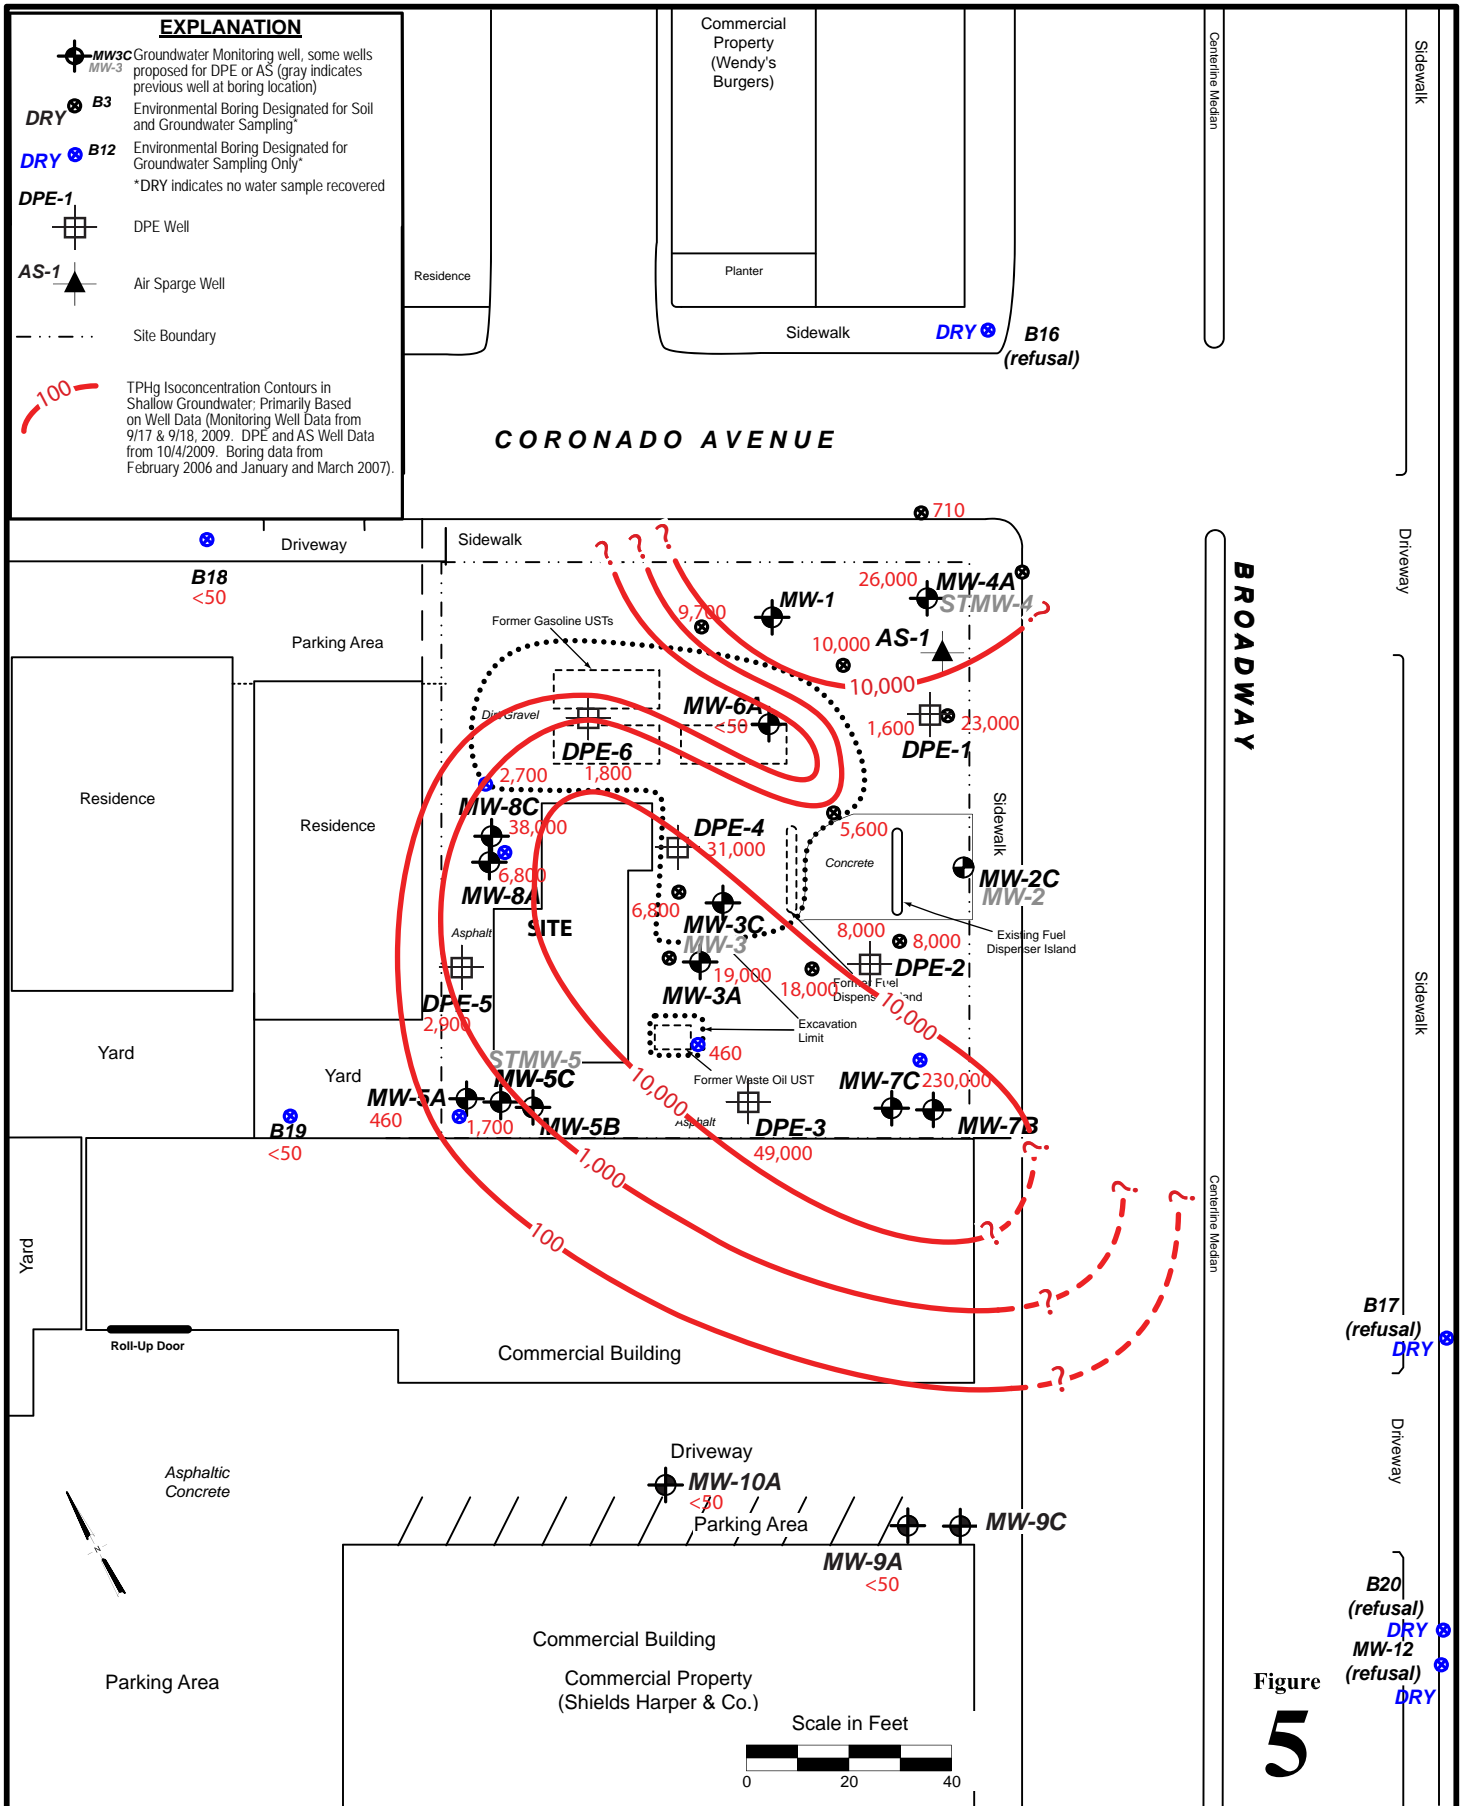 EXPLANATION
MW3C
MW-3
Groundwater Monitoring well, some wells
proposed for DPE or AS (gray indicates
previous well at boring location)
B3
DRY
Environmental Boring Designated for Soil
and Groundwater Sampling*
B12
DRY
Environmental Boring Designated for
Groundwater Sampling Only*
*DRY indicates no water sample recovered
DPE-1
DPE Well
AS-1
Air Sparge Well
Site Boundary
100
TPHg Isoconcentration Contours in
Shallow Groundwater; Primarily Based
on Well Data (Monitoring Well Data from
9/17 & 9/18, 2009. DPE and AS Well Data
from 10/4/2009. Boring data from
February 2006 and January and March 2007).
Commercial
Property
(Wendy's
Burgers)
Centerline Median
Sidewalk
Residence
Planter
Sidewalk
DRY
B16
(refusal)
CORONADO AVENUE
710
Driveway
Sidewalk
? ? ?
Driveway
BROADWAY
B18
<50
26,000
MW-4A
STMW-4
?
MW-1
9,700
Former Gasoline USTs
Parking Area
10,000
AS-1
10,000
MW-6A
<50
Dirt Gravel
1,600
23,000
DPE-1
DPE-6
1,800
2,700
Residence
Residence
MW-8C
38,000
6,800
MW-8A
DPE-4
31,000
5,600
Concrete
Sidewalk
MW-2C
MW-2
6,800
MW-3C
MW-3
SITE
Asphalt
8,000
8,000
Existing Fuel
Dispenser Island
DPE-2
19,000
MW-3A
18,000
Former Fuel
Dispenser Island
10,000
Sidewalk
DPE-5
2,900
Excavation
Limit
Yard
Yard
STMW-5
MW-5C
460
Former Waste Oil UST
10,000
MW-7C
230,000
MW-5A
460
1,700
MW-5B
Asphalt
DPE-3
49,000
MW-7B
B19
<50
1,000
? ? ?
Centerline Median
100
?
?
?
Yard
Roll-Up Door
Commercial Building
B17
(refusal)
DRY
Driveway
Asphaltic
Concrete
Driveway
MW-10A
<50
Parking Area
MW-9C
MW-9A
<50
N
B20
(refusal)
DRY
MW-12
(refusal)
DRY
Commercial Building
Commercial Property
(Shields Harper & Co.)
Parking Area
Scale in Feet
0 20 40
Figure
5